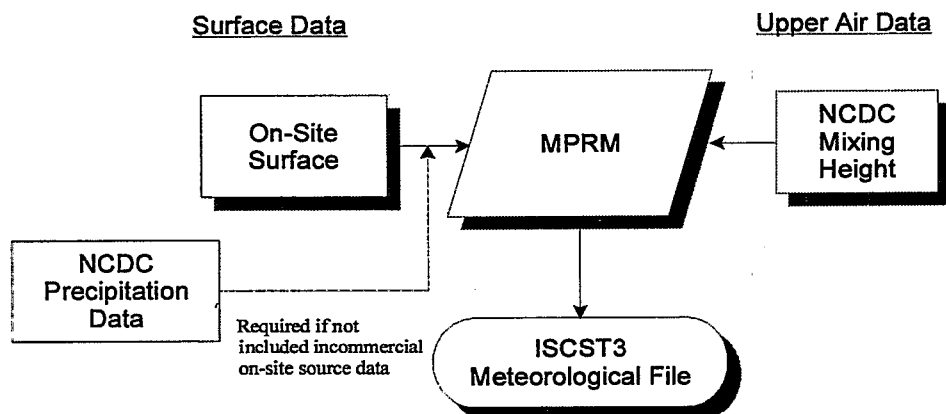 Surface Data
Upper Air Data
On-Site
Surface
MPRM
NCDC
Mixing
Height
NCDC
Precipitation
Data
Required if not
included incommercial
on-site source data
ISCST3
Meteorological File